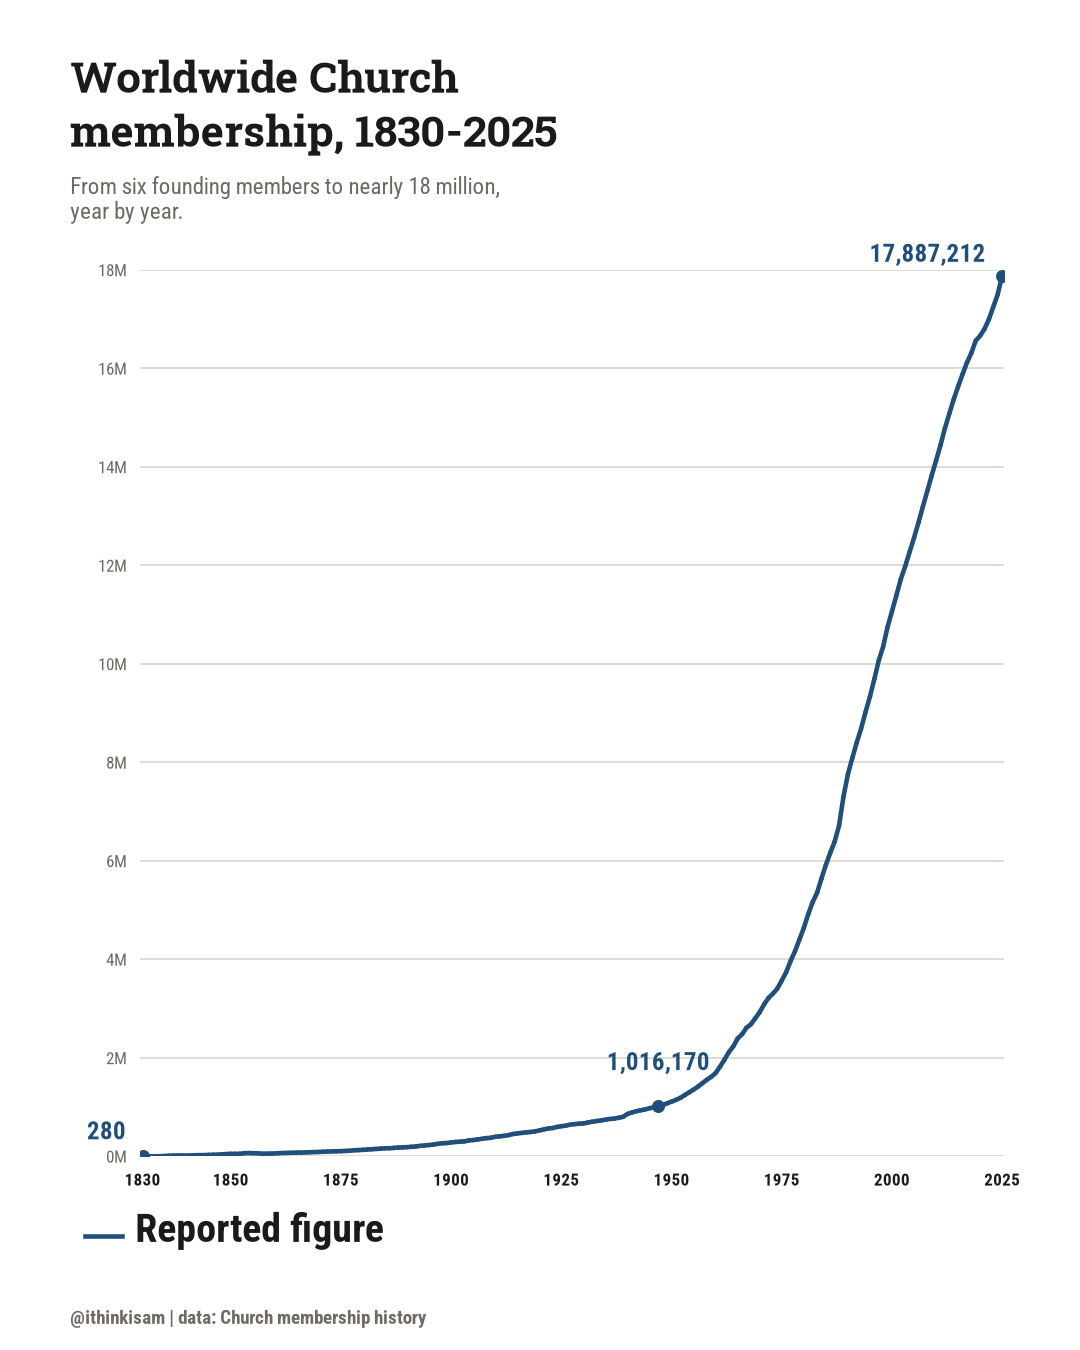 Worldwide Church
membership, 1830-2025
From six founding members to nearly 18 million,
year by year.
17,887,212
18M
16M
14M
12M
10M
8M
6M
4M
2M
1,016,170
280
0M
1830 1850 1875 1900 1925 1950 1975 2000 2025
Reported figure
@ithinkisam | data: Church membership history